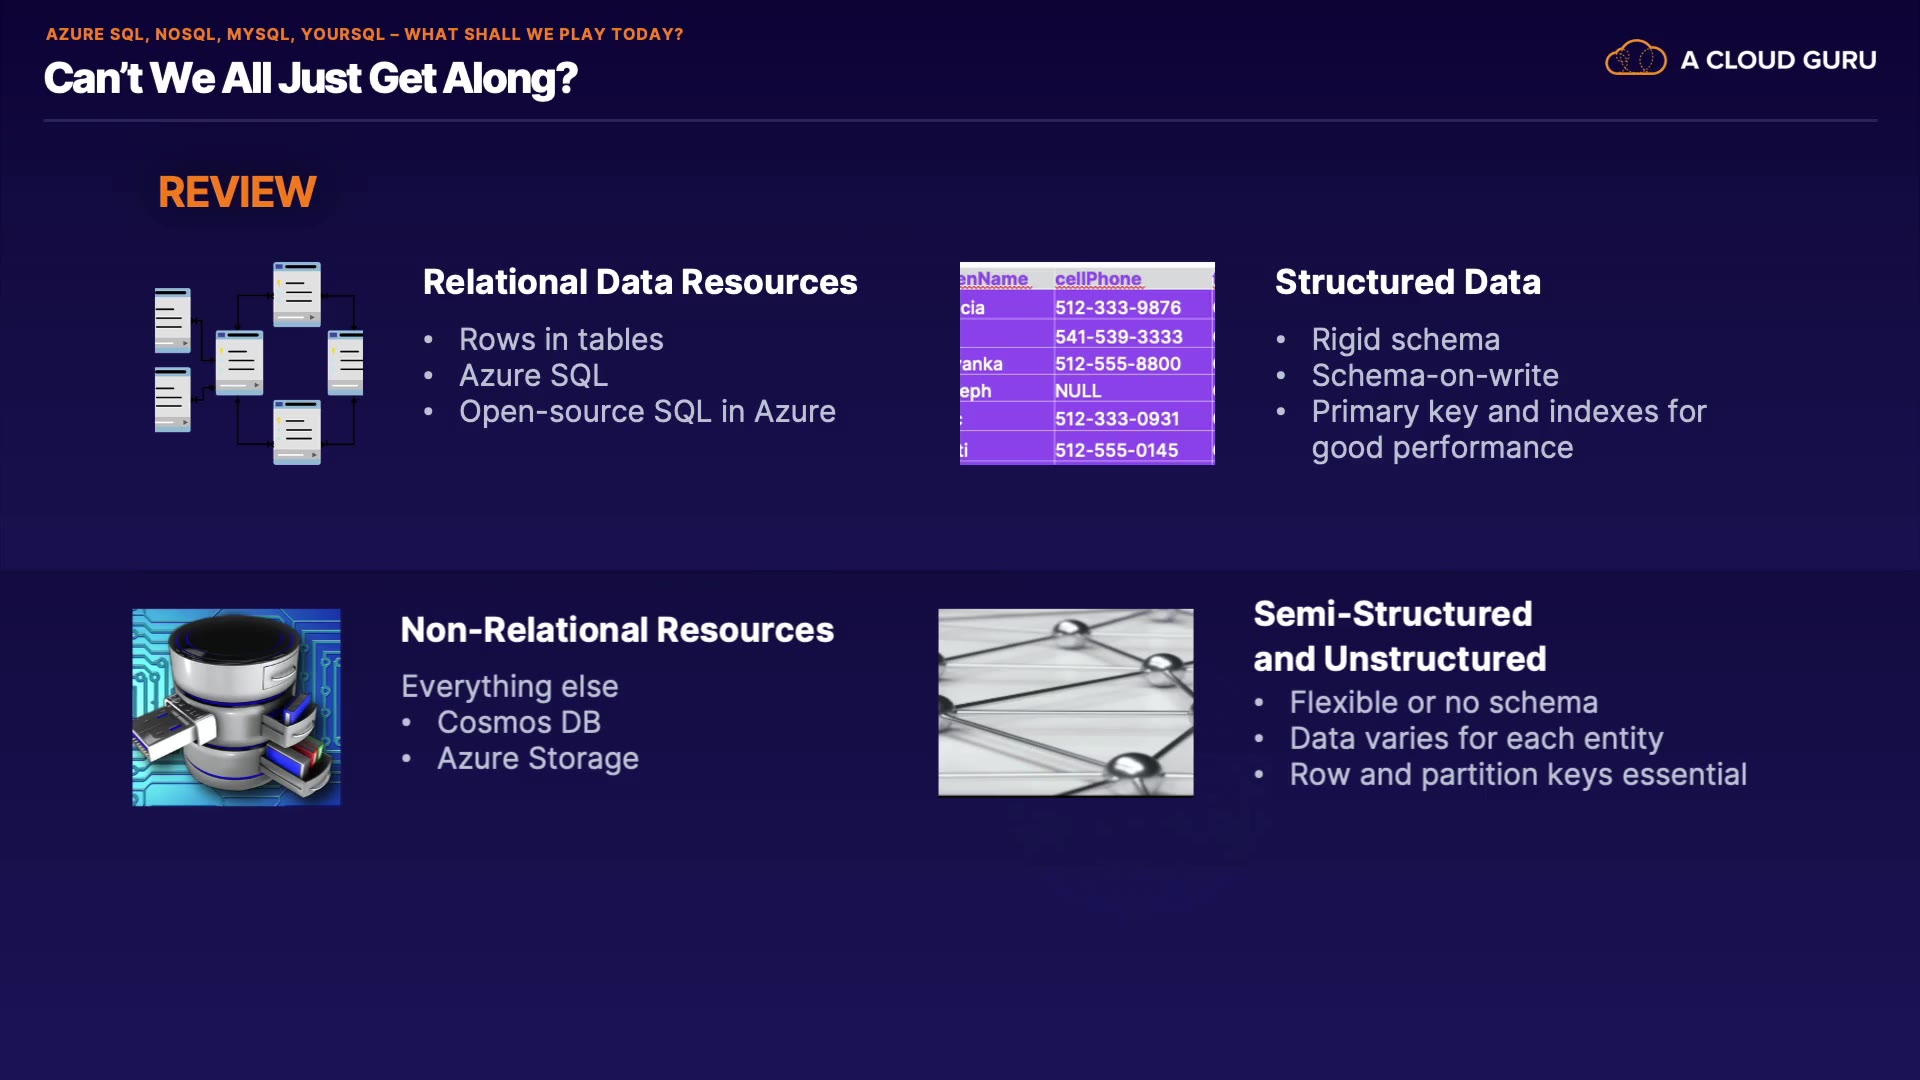 AZURE SQL, NOSQL, MYSQL, YOURSQL – WHAT SHALL WE PLAY TODAY?
Can’t We All Just Get Along?
A CLOUD GURU
REVIEW
Relational Data Resources
• Rows in tables
• Azure SQL
• Open-source SQL in Azure
enName cellPhone
cia 512-333-9876
541-539-3333
anka 512-555-8800
eph NULL
512-333-0931
ti 512-555-0145
Structured Data
• Rigid schema
• Schema-on-write
• Primary key and indexes for
good performance
Non-Relational Resources
Everything else
• Cosmos DB
• Azure Storage
Semi-Structured
and Unstructured
• Flexible or no schema
• Data varies for each entity
• Row and partition keys essential